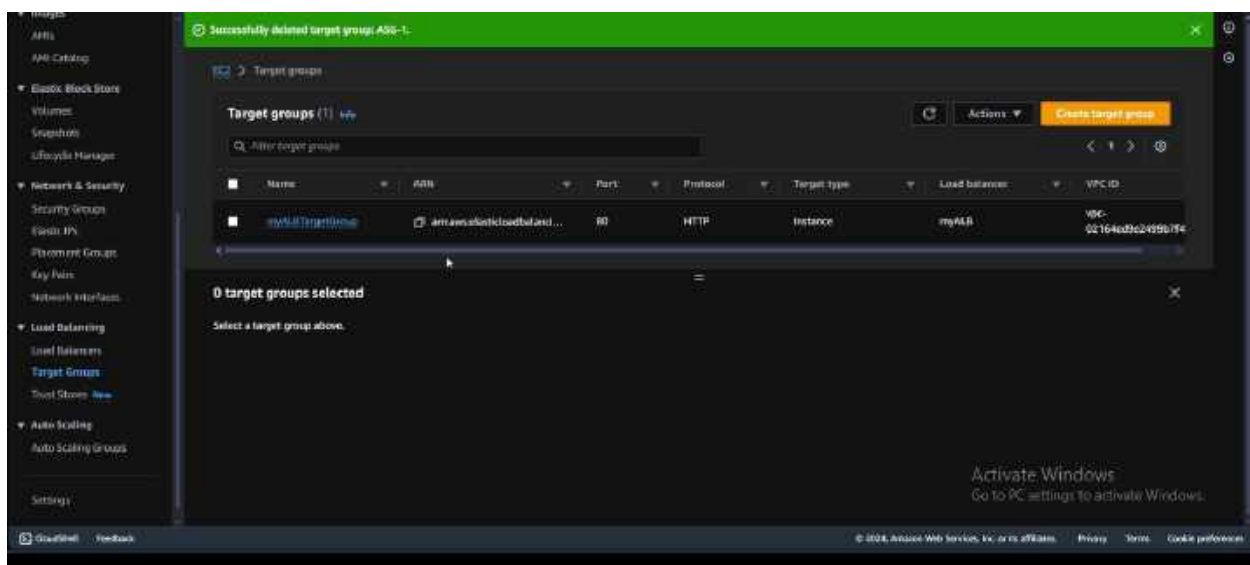 Images
AMIs
AMI Catalog
Elastic Block Store
Volumes
Snapshots
Lifecycle Manager
Network & Security
Security Groups
Elastic IPs
Placement Groups
Key Pairs
Network Interfaces
Load Balancing
Load Balancers
Target Groups
Trust Stores New
Auto Scaling
Auto Scaling Groups
Settings
Successfully deleted target group: ASG-1.
EC2 > Target groups
Target groups (1) Info
Actions
Create target group
Filter target groups
1
Name ARN Port Protocol Target type Load balancer VPC ID
myALBTargetGroup arn:aws:elasticloadbalanci... 80 HTTP Instance myALB vpc-
0 target groups selected
Select a target group above.
Activate Windows
Go to PC settings to activate Windows.
CloudShell Feedback
© 2024, Amazon Web Services, Inc. or its affiliates. Privacy Terms Cookie preferences